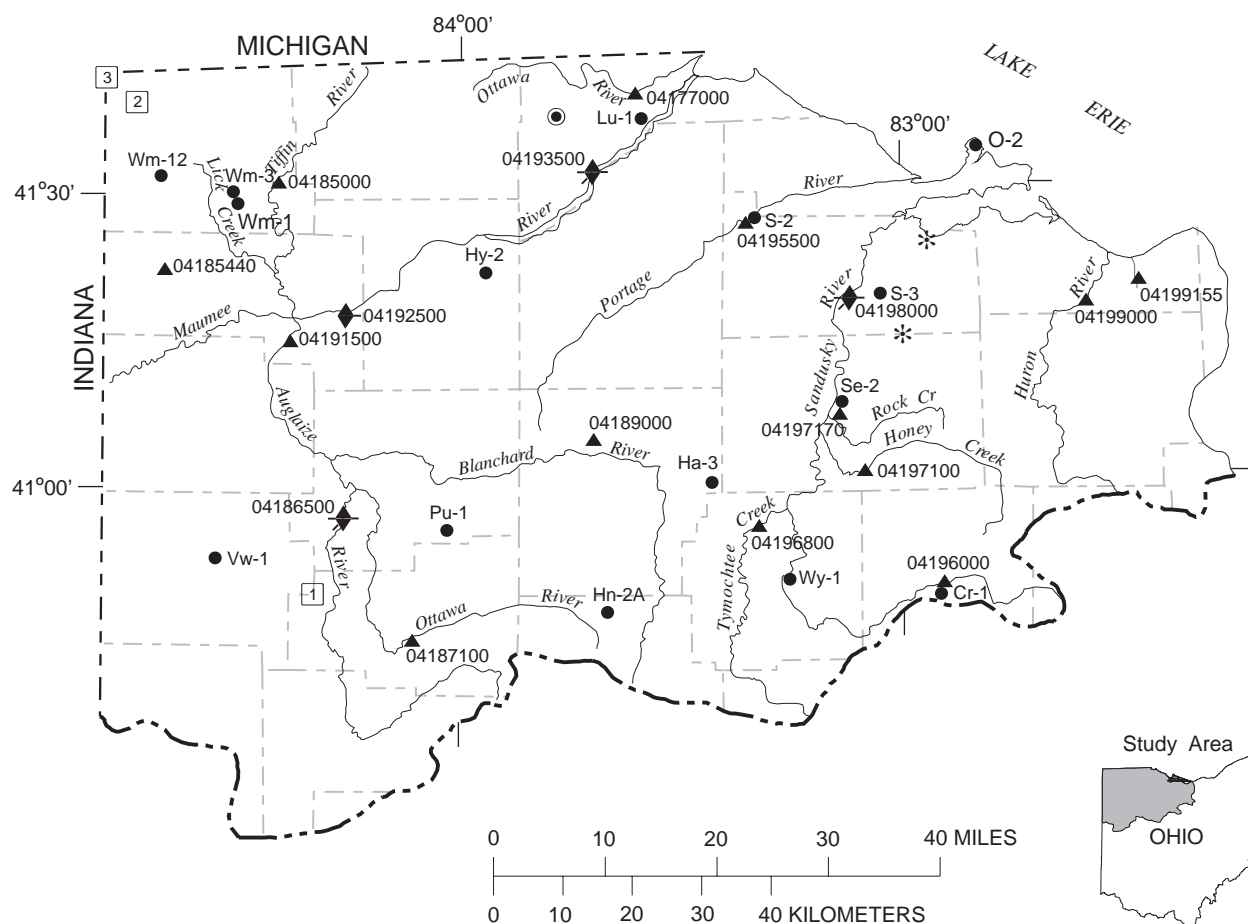 84°00'
MICHIGAN
LAKE
ERIE
3
2
River
Ottawa
River
04177000
Lu-1
83°00'
O-2
Wm-12
Lick
Creek
Wm-3
Tiffin
04185000
Wm-1
04193500
41°30'
River
River
S-2
04195500
04185440
Hy-2
Portage
River
S-3
04198000
River
04199155
04199000
Maumee
04192500
04191500
INDIANA
Sandusky
Huron
Se-2
Rock Cr
Auglaize
04189000
04197170
Honey
Creek
Blanchard
River
Ha-3
04197100
41°00'
04186500
Pu-1
Creek
04196800
Vw-1
River
04196000
1
Hn-2A
Wy-1
Cr-1
Tymochtee
Ottawa
River
04187100
Study Area
OHIO
0 10 20 30 40 MILES
0 10 20 30 40 KILOMETERS